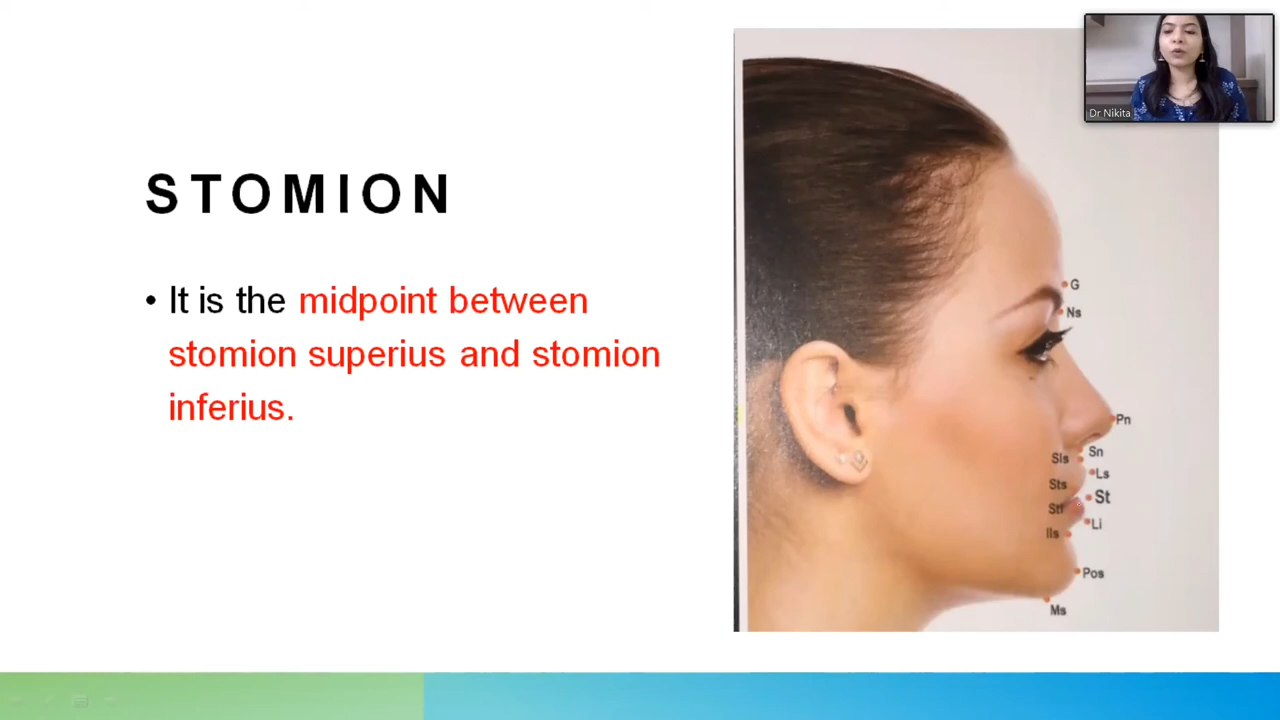 STOMION
• It is the midpoint between
stomion superius and stomion
inferius.
Dr Nikita
G
Ns
Pn
Sn
Sls
Ls
Sts
St
Li
Ils
Pos
Ms